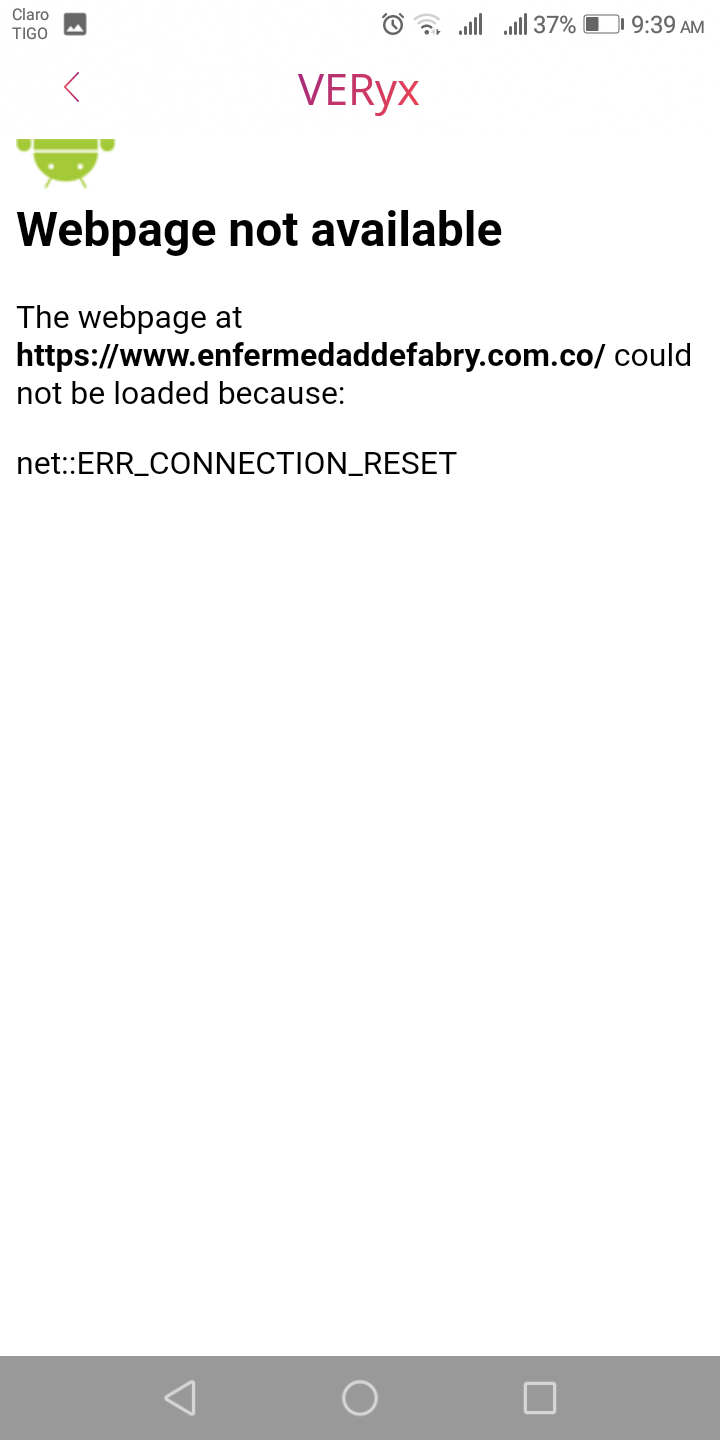 Claro
TIGO
37%
9:39 AM
VERyx
Webpage not available
The webpage at
https://www.enfermedaddefabry.com.co/ could
not be loaded because:
net::ERR_CONNECTION_RESET